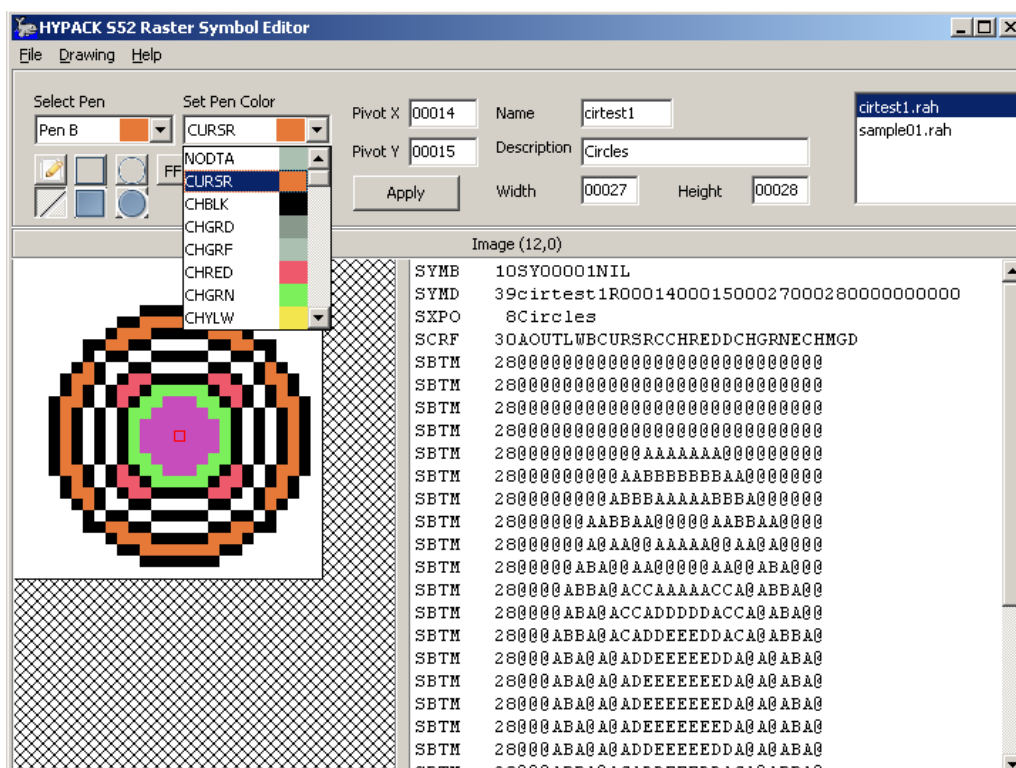 HYPACK S52 Raster Symbol Editor
File Drawing Help
Select Pen
Set Pen Color
Pen B
CURSR
FF
NODTA
CURSR
CHBLK
CHGRD
CHGRF
CHRED
CHGRN
CHYLW
Pivot X 00014
Pivot Y 00015
Apply
Name cirtest1
Description Circles
Width 00027 Height 00028
cirtest1.rah
sample01.rah
Image (12,0)
SYMB 10SY00001NIL
SYMD 39cirtest1R000140001500027000280000000000
SXPO 8Circles
SCRF 30AOUTLWBCURSRCCHREDDCHGRNECHMGD
SBTM 28@@@@@@@@@@@@@@@@@@@@@@@@@@@
SBTM 28@@@@@@@@@@@@@@@@@@@@@@@@@@@
SBTM 28@@@@@@@@@@@@@@@@@@@@@@@@@@@
SBTM 28@@@@@@@@@@@@@@@@@@@@@@@@@@@
SBTM 28@@@@@@@@@@@AAAAAAA@@@@@@@@@
SBTM 28@@@@@@@@@AABBBBBBBAA@@@@@@@
SBTM 28@@@@@@@@ABBBAAAAABBBA@@@@@@
SBTM 28@@@@@@AABBAA@@@@@AABBAA@@@@
SBTM 28@@@@@@A@AA@@AAAAA@@AA@A@@@@
SBTM 28@@@@@ABA@@AA@@@@@AA@@ABA@@@
SBTM 28@@@@ABBA@ACCAAAAACCA@ABBA@@
SBTM 28@@@@ABA@ACCADDDDDACCA@ABA@@
SBTM 28@@@ABBA@ACADDEEEDDACA@ABBA@
SBTM 28@@@ABA@A@ADDEEEEEDDA@A@ABA@
SBTM 28@@@ABA@A@ADEEEEEEEDA@A@ABA@
SBTM 28@@@ABA@A@ADEEEEEEEDA@A@ABA@
SBTM 28@@@ABA@A@ADEEEEEEEDA@A@ABA@
SBTM 28@@@ABA@A@ADDEEEEEDDA@A@ABA@